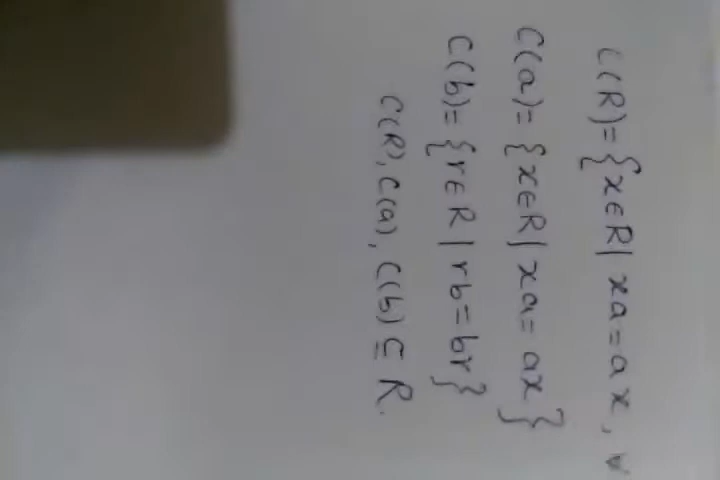 C(R)= {x∈R| xa=ax, ∀
C(a)= {x∈R| xa=ax}
C(b)= {r∈R | rb=br}
C(R), C(a), C(b) ⊆ R.